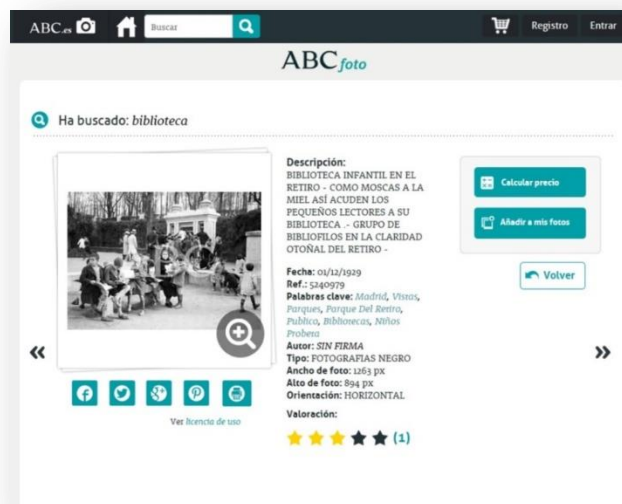 ABC.es
Buscar
Registro
Entrar
ABC foto
Ha buscado: biblioteca
Descripción:
BIBLIOTECA INFANTIL EN EL
RETIRO - COMO MOSCAS A LA
MIEL ASÍ ACUDEN LOS
PEQUEÑOS LECTORES A SU
BIBLIOTECA .- GRUPO DE
BIBLIOFILOS EN LA CLARIDAD
OTOÑAL DEL RETIRO -
Fecha: 01/12/1929
Ref.: 5240979
Palabras clave: Madrid, Vistas,
Parques, Parque Del Retiro,
Publico, Bibliotecas, Niños
Probeta
Autor: SIN FIRMA
Tipo: FOTOGRAFIAS NEGRO
Ancho de foto: 1263 px
Alto de foto: 894 px
Orientación: HORIZONTAL
Valoración:
(1)
Calcular precio
Añadir a mis fotos
Volver
«
»
Ver licencia de uso